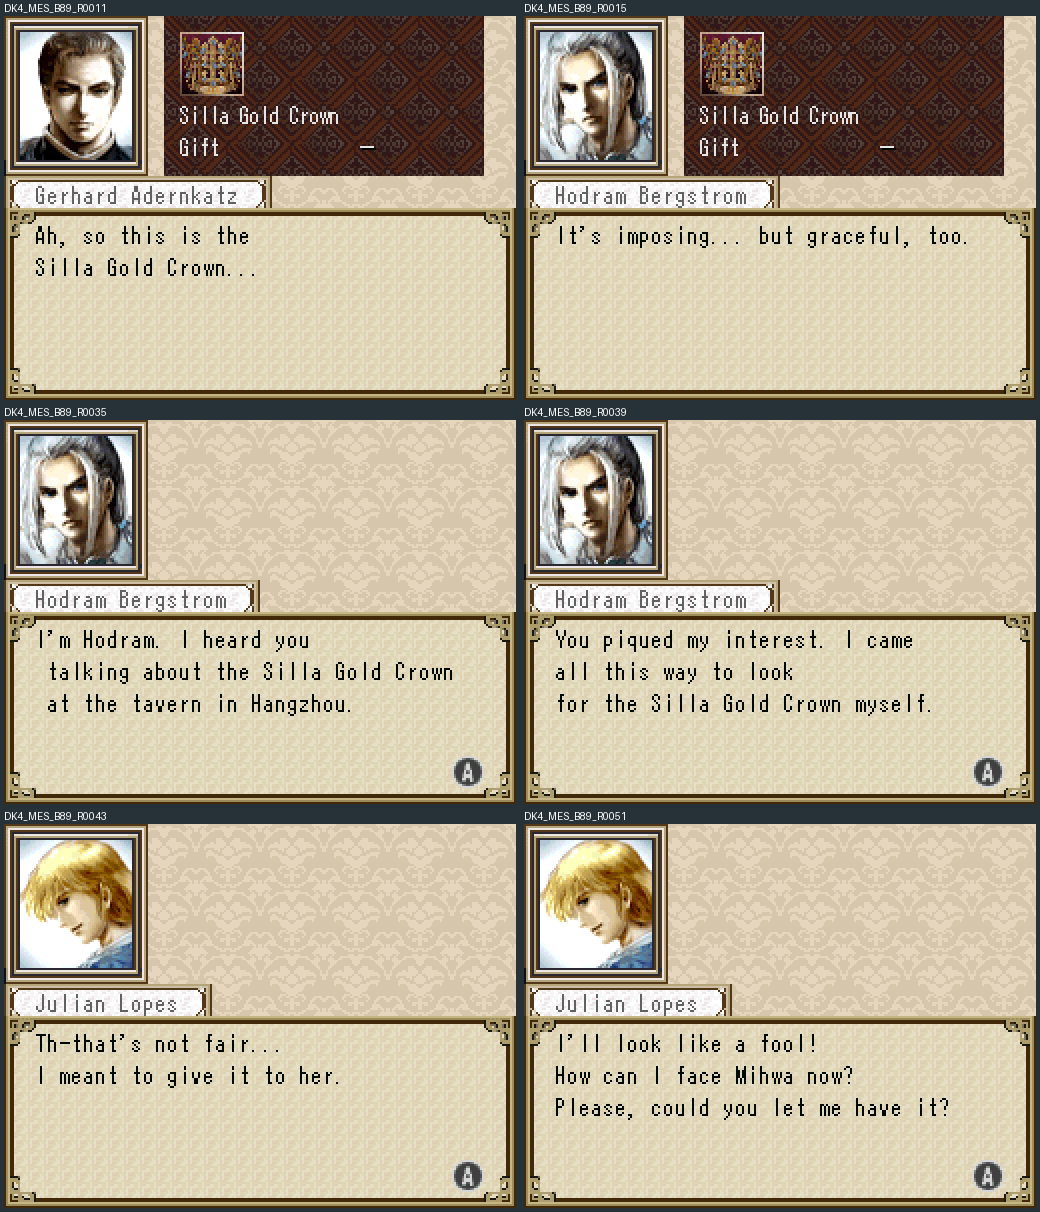 DK4_MES_B89_R0011
Silla Gold Crown
Gift —
Gerhard Adernkatz
Ah, so this is the
Silla Gold Crown...
DK4_MES_B89_R0015
Silla Gold Crown
Gift —
Hodram Bergstrom
It's imposing... but graceful, too.
DK4_MES_B89_R0035
Hodram Bergstrom
I'm Hodram. I heard you
talking about the Silla Gold Crown
at the tavern in Hangzhou.
A
DK4_MES_B89_R0039
Hodram Bergstrom
You piqued my interest. I came
all this way to look
for the Silla Gold Crown myself.
A
DK4_MES_B89_R0043
Julian Lopes
Th-that's not fair...
I meant to give it to her.
A
DK4_MES_B89_R0051
Julian Lopes
I'll look like a fool!
How can I face Mihwa now?
Please, could you let me have it?
A